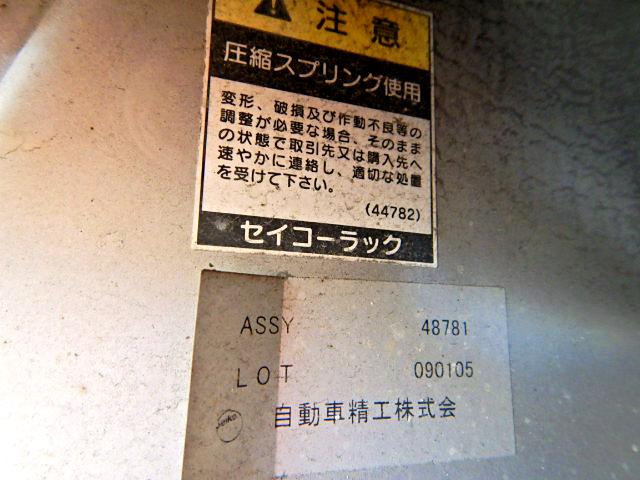 注意
圧縮スプリング使用
変形、破損及び作動不良等の
調整が必要な場合、そのまま
の状態で取引先又は購入先へ
速やかに連絡し、適切な処置
を受けて下さい。
(44782)
セイコーラック
ASSY 48781
LOT 090105
自動車精工株式会